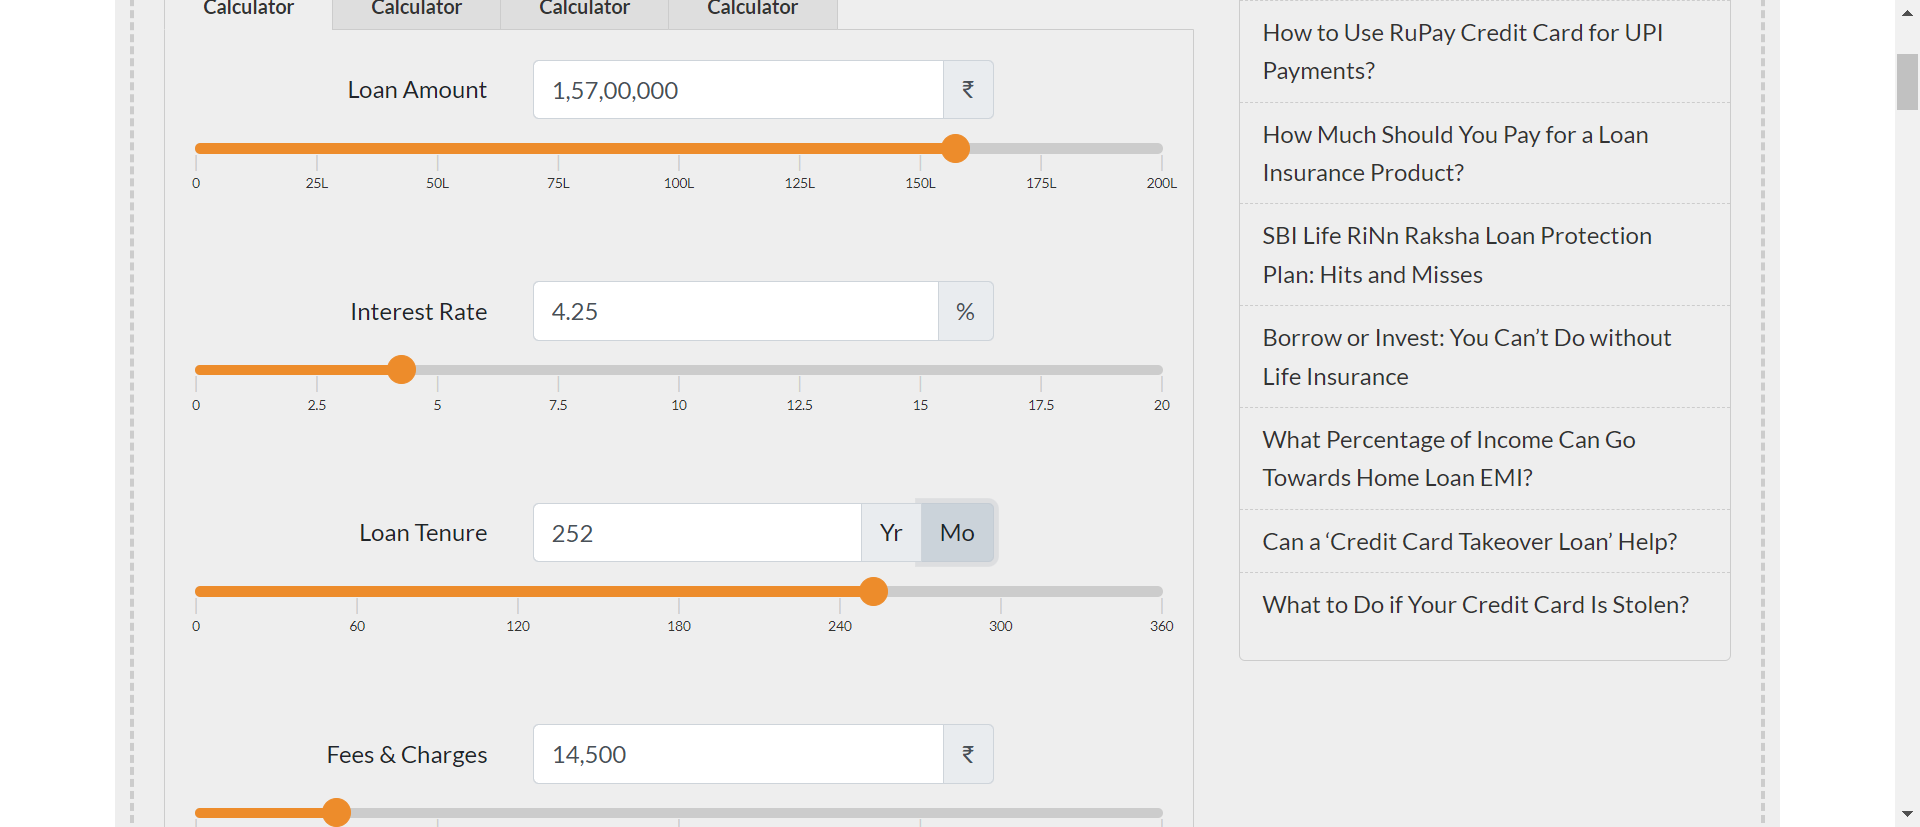 Calculator Calculator Calculator Calculator
Loan Amount 1,57,00,000 ₹
0 25L 50L 75L 100L 125L 150L 175L 200L
Interest Rate 4.25 %
0 2.5 5 7.5 10 12.5 15 17.5 20
Loan Tenure 252 Yr Mo
0 60 120 180 240 300 360
Fees & Charges 14,500 ₹
How to Use RuPay Credit Card for UPI
Payments?
How Much Should You Pay for a Loan
Insurance Product?
SBI Life RiNn Raksha Loan Protection
Plan: Hits and Misses
Borrow or Invest: You Can’t Do without
Life Insurance
What Percentage of Income Can Go
Towards Home Loan EMI?
Can a ‘Credit Card Takeover Loan’ Help?
What to Do if Your Credit Card Is Stolen?